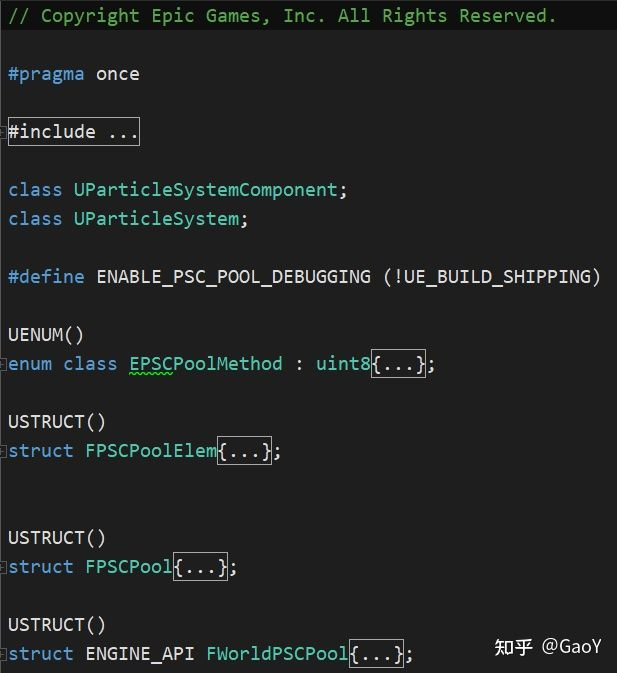 // Copyright Epic Games, Inc. All Rights Reserved.
#pragma once
#include ...
class UParticleSystemComponent;
class UParticleSystem;
#define ENABLE_PSC_POOL_DEBUGGING (!UE_BUILD_SHIPPING)
UENUM()
enum class EPSCPoolMethod : uint8{...};
USTRUCT()
struct FPSCPoolElem{...};
USTRUCT()
struct FPSCPool{...};
USTRUCT()
struct ENGINE_API FWorldPSCPool{...};
知乎 @GaoY